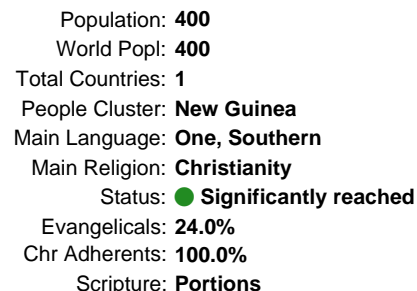 Population: 400
World Popl: 400
Total Countries: 1
People Cluster: New Guinea
Main Language: One, Southern
Main Religion: Christianity
Status: Significantly reached
Evangelicals: 24.0%
Chr Adherents: 100.0%
Scripture: Portions